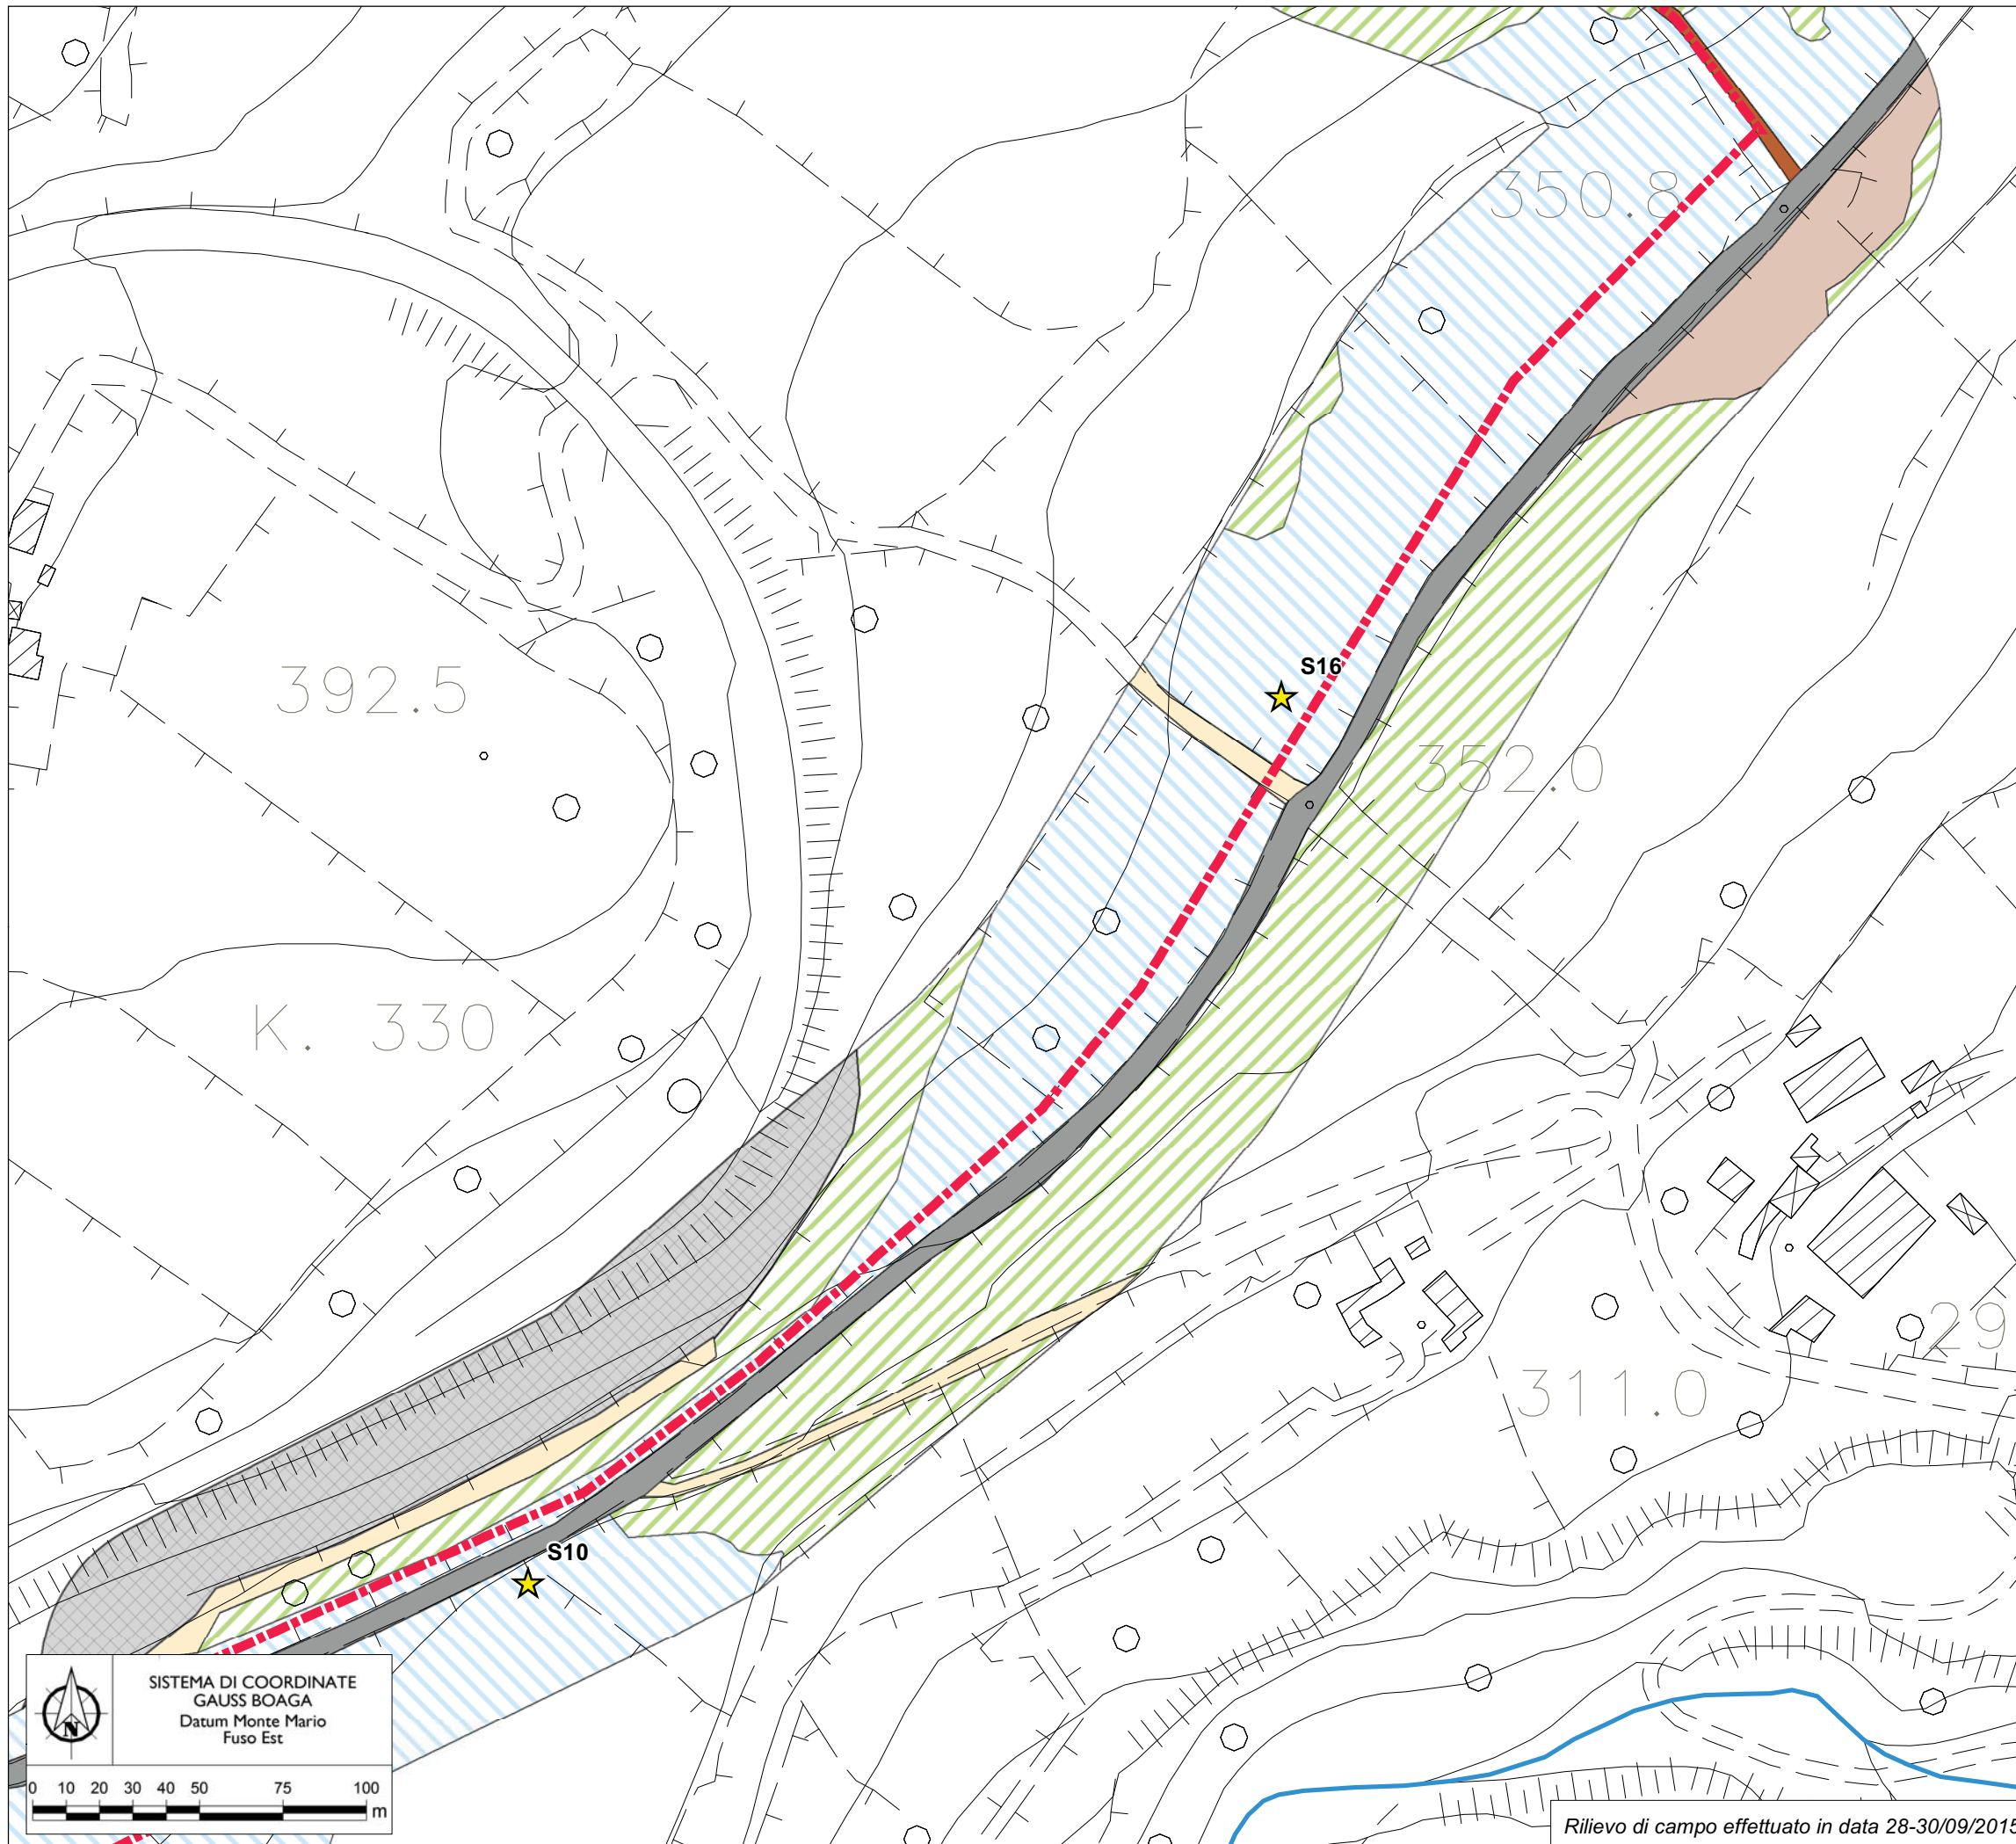 350.8
S16
392.5
352.0
K. 330
311.0
29
S10
SISTEMA DI COORDINATE
GAUSS BOAGA
Datum Monte Mario
Fuso Est
N
0 10 20 30 40 50 75 100
m
Rilievo di campo effettuato in data 28-30/09/2015